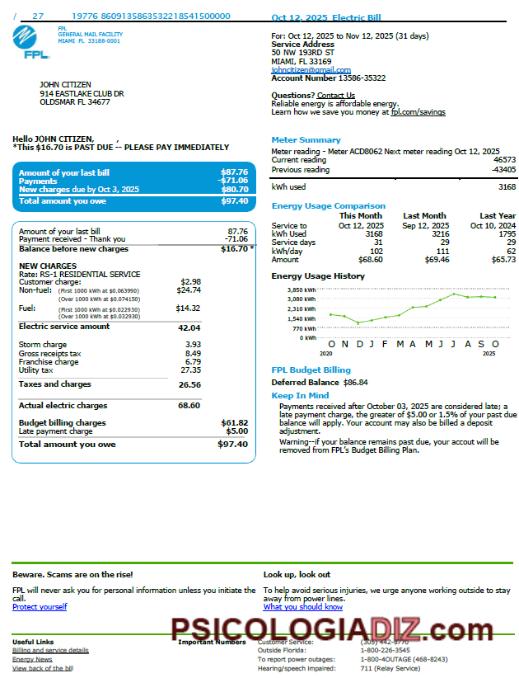 / 27 19776 8609135863532218541500000
FPL
GENERAL MAIL FACILITY
MIAMI FL 33188-0001
FPL
JOHN CITIZEN
914 EASTLAKE CLUB DR
OLDSMAR FL 34677
Hello JOHN CITIZEN,
*This $16.70 is PAST DUE -- PLEASE PAY IMMEDIATELY
Amount of your last bill $87.76
Payments -$71.06
New charges due by Oct 3, 2025 $80.70
Total amount you owe $97.40
Amount of your last bill 87.76
Payment received - Thank you -71.06
Balance before new charges $16.70 *
NEW CHARGES
Rate: RS-1 RESIDENTIAL SERVICE
Customer charge: $2.98
Non-fuel: (First 1000 kWh at $0.063990) $24.74
(Over 1000 kWh at $0.074150)
Fuel: (First 1000 kWh at $0.022930) $14.32
(Over 1000 kWh at $0.032930)
Electric service amount 42.04
Storm charge 3.93
Gross receipts tax 8.49
Franchise charge 6.79
Utility tax 27.35
Taxes and charges 26.56
Actual electric charges 68.60
Budget billing charges $61.82
Late payment charge $5.00
Total amount you owe $97.40
Oct 12, 2025 Electric Bill
For: Oct 12, 2025 to Nov 12, 2025 (31 days)
Service Address
50 NW 193RD ST
MIAMI, FL 33169
johncitizen@gmail.com
Account Number 13586-35322
Questions? Contact Us
Reliable energy is affordable energy.
Learn how we save you money at fpl.com/savings
Meter Summary
Meter reading - Meter ACD8062 Next meter reading Oct 12, 2025
Current reading 46573
Previous reading -43405
kWh used 3168
Energy Usage Comparison
This Month Last Month Last Year
Service to Oct 12, 2025 Sep 12, 2025 Oct 10, 2024
kWh Used 3168 3216 1795
Service days 31 29 29
kWh/day 102 111 62
Amount $68.60 $69.46 $65.73
Energy Usage History
3,850 kWh
3,080 kWh
2,310 kWh
1,540 kWh
770 kWh
0 kWh
O N D J F M A M J J A S O
2020 2025
FPL Budget Billing
Deferred Balance $86.84
Keep In Mind
Payments received after October 03, 2025 are considered late; a
late payment charge, the greater of $5.00 or 1.5% of your past due
balance will apply. Your account may also be billed a deposit
adjustment.
Warning--if your balance remains past due, your accout will be
removed from FPL's Budget Billing Plan.
Beware. Scams are on the rise!
FPL will never ask you for personal information unless you initiate the
call.
Protect yourself
Look up, look out
To help avoid serious injuries, we urge anyone working outside to stay
away from power lines.
What you should know
PSICOLOGIADIZ.com
Useful Links
Billing and service details
Energy News
View back of the bill
Important Numbers
Customer Service:
Outside Florida: 1-800-226-3545
To report power outages: 1-800-4OUTAGE (468-8243)
Hearing/speech impaired: 711 (Relay Service)